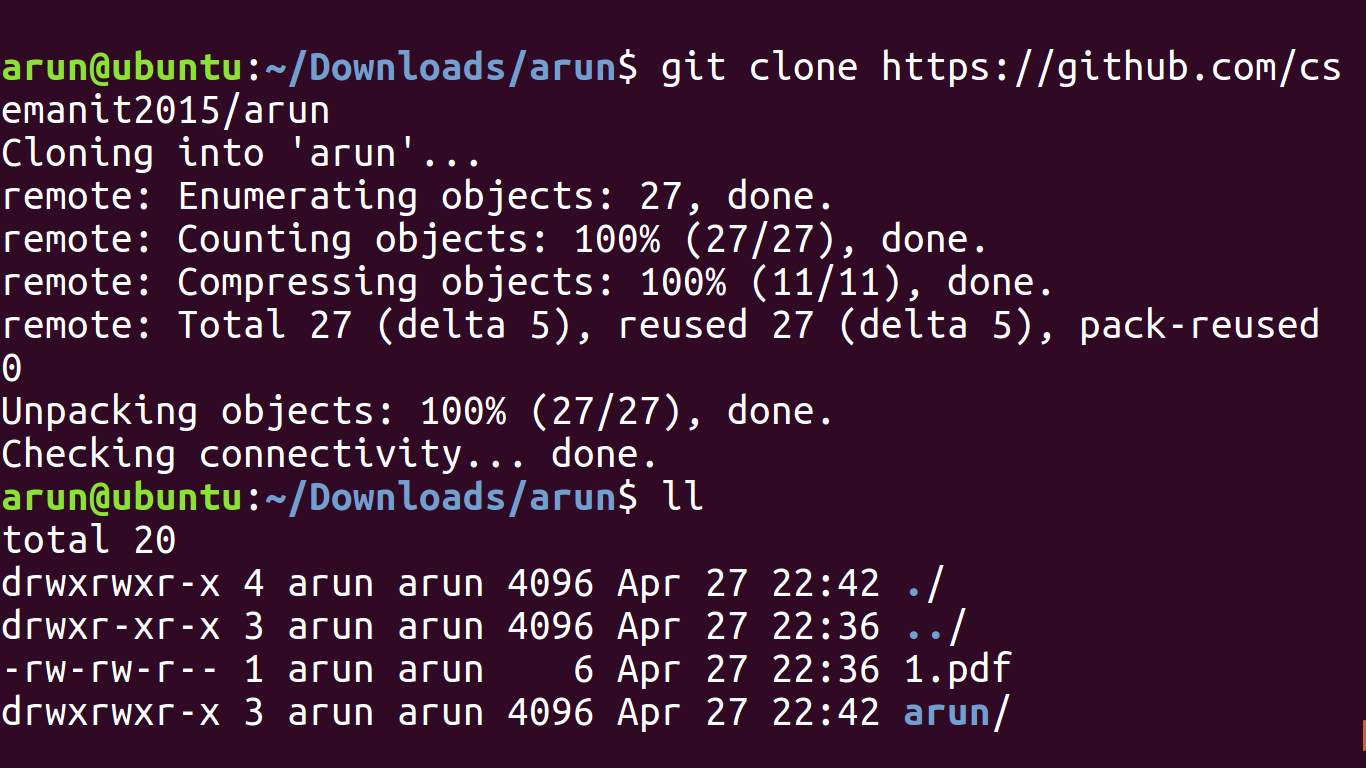 arun@ubuntu:~/Downloads/arun$ git clone https://github.com/cs
emanit2015/arun
Cloning into 'arun'...
remote: Enumerating objects: 27, done.
remote: Counting objects: 100% (27/27), done.
remote: Compressing objects: 100% (11/11), done.
remote: Total 27 (delta 5), reused 27 (delta 5), pack-reused
0
Unpacking objects: 100% (27/27), done.
Checking connectivity... done.
arun@ubuntu:~/Downloads/arun$ ll
total 20
drwxrwxr-x 4 arun arun 4096 Apr 27 22:42 ./
drwxr-xr-x 3 arun arun 4096 Apr 27 22:36 ../
-rw-rw-r-- 1 arun arun    6 Apr 27 22:36 1.pdf
drwxrwxr-x 3 arun arun 4096 Apr 27 22:42 arun/